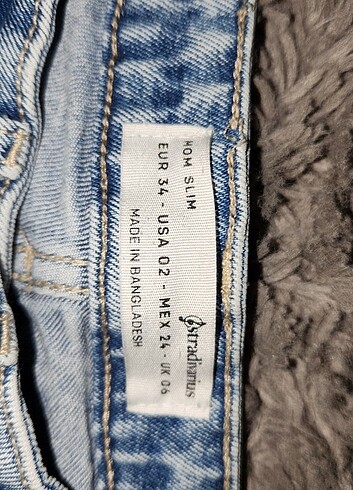 Stradivarius
MOM SLIM
EUR 34 - USA 02 - MEX 24 - UK 06
MADE IN BANGLADESH